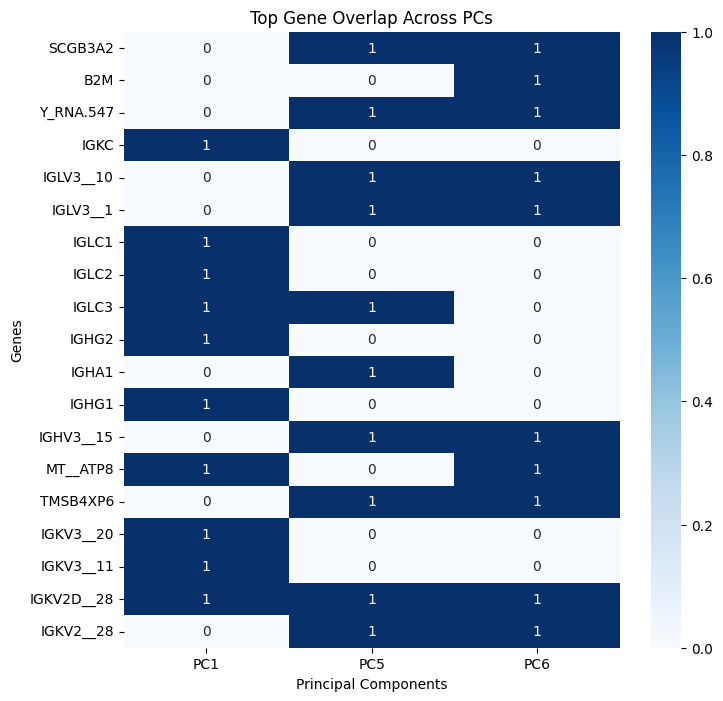 Top Gene Overlap Across PCs
SCGB3A2 0 1 1
B2M 0 0 1
Y_RNA.547 0 1 1
IGKC 1 0 0
IGLV3__10 0 1 1
IGLV3__1 0 1 1
IGLC1 1 0 0
IGLC2 1 0 0
IGLC3 1 1 0
IGHG2 1 0 0
IGHA1 0 1 0
IGHG1 1 0 0
IGHV3__15 0 1 1
MT__ATP8 1 0 1
TMSB4XP6 0 1 1
IGKV3__20 1 0 0
IGKV3__11 1 0 0
IGKV2D__28 1 1 1
IGKV2__28 0 1 1
PC1 PC5 PC6
Principal Components
Genes
1.0
0.8
0.6
0.4
0.2
0.0